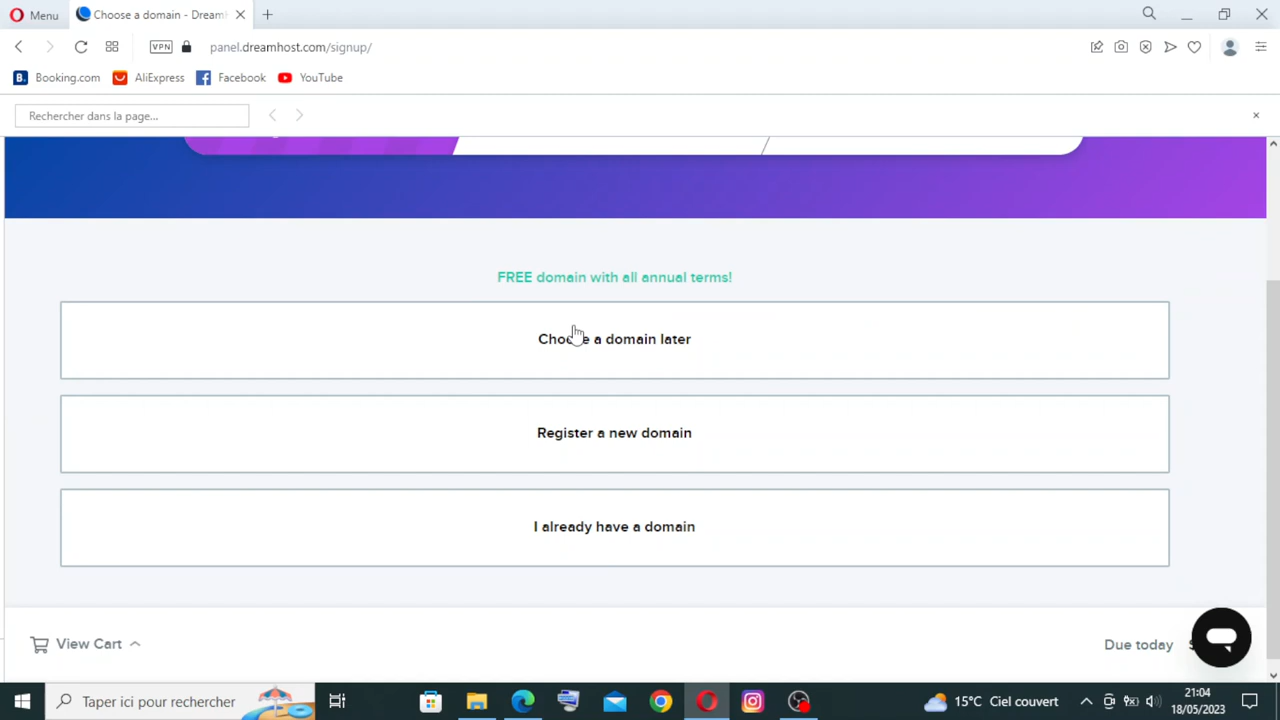 Menu
Choose a domain - Dream
VPN
panel.dreamhost.com/signup/
B.
Booking.com
AliExpress
Facebook
YouTube
Rechercher dans la page...
FREE domain with all annual terms!
Choose a domain later
Register a new domain
I already have a domain
View Cart
Due today
Taper ici pour rechercher
15°C Ciel couvert
21:04
18/05/2023